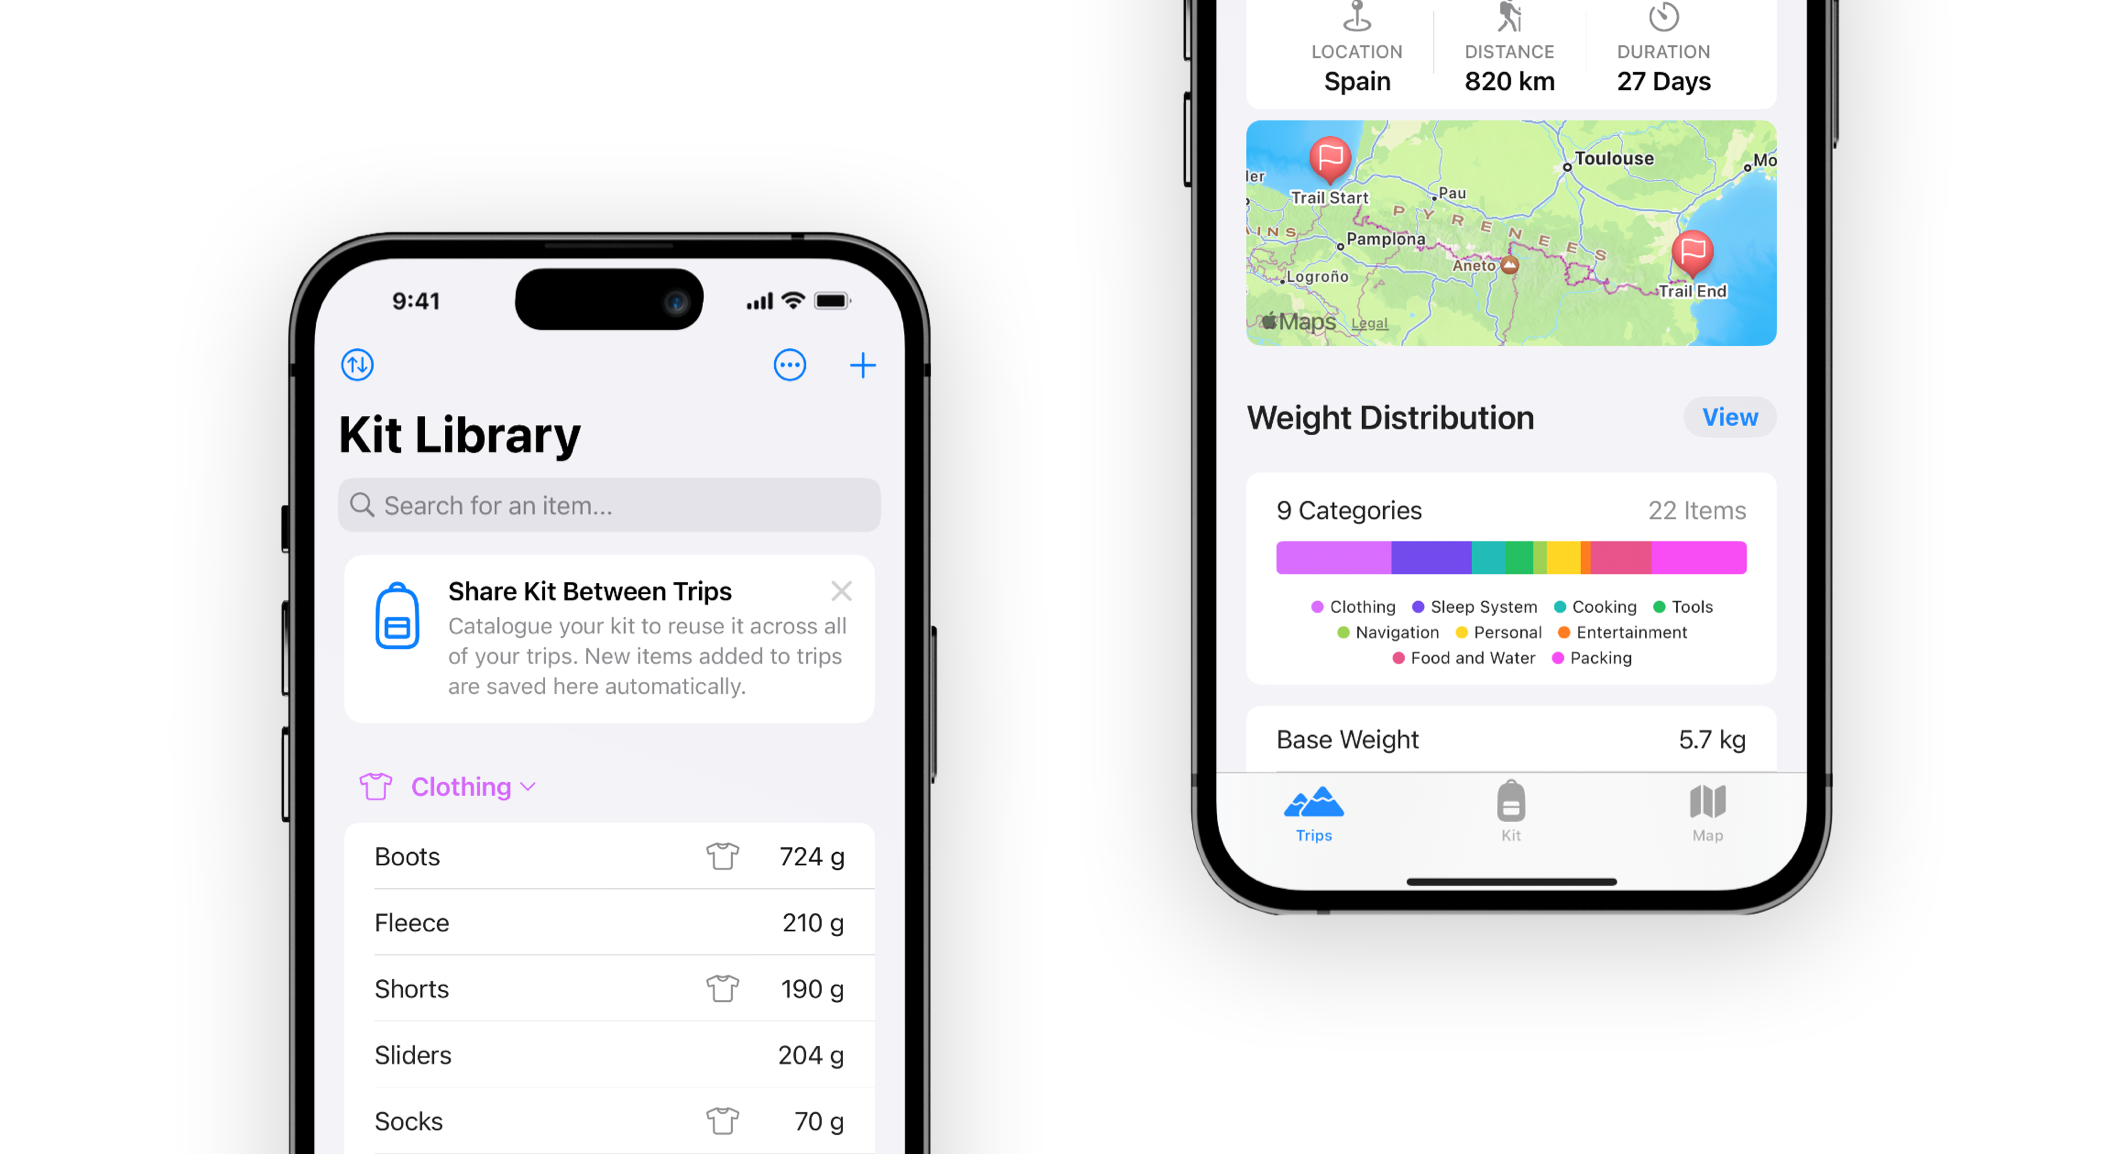 9:41
Kit Library
Search for an item...
Share Kit Between Trips
Catalogue your kit to reuse it across all
of your trips. New items added to trips
are saved here automatically.
Clothing
Boots 724 g
Fleece 210 g
Shorts 190 g
Sliders 204 g
Socks 70 g
LOCATION DISTANCE DURATION
Spain 820 km 27 Days
Toulouse
Mo
ler
Trail Start
Pau
PYRENEES
AINS
Pamplona
Aneto
Logroño
Trail End
Maps Legal
Weight Distribution View
9 Categories 22 Items
Clothing Sleep System Cooking Tools
Navigation Personal Entertainment
Food and Water Packing
Base Weight 5.7 kg
Trips Kit Map